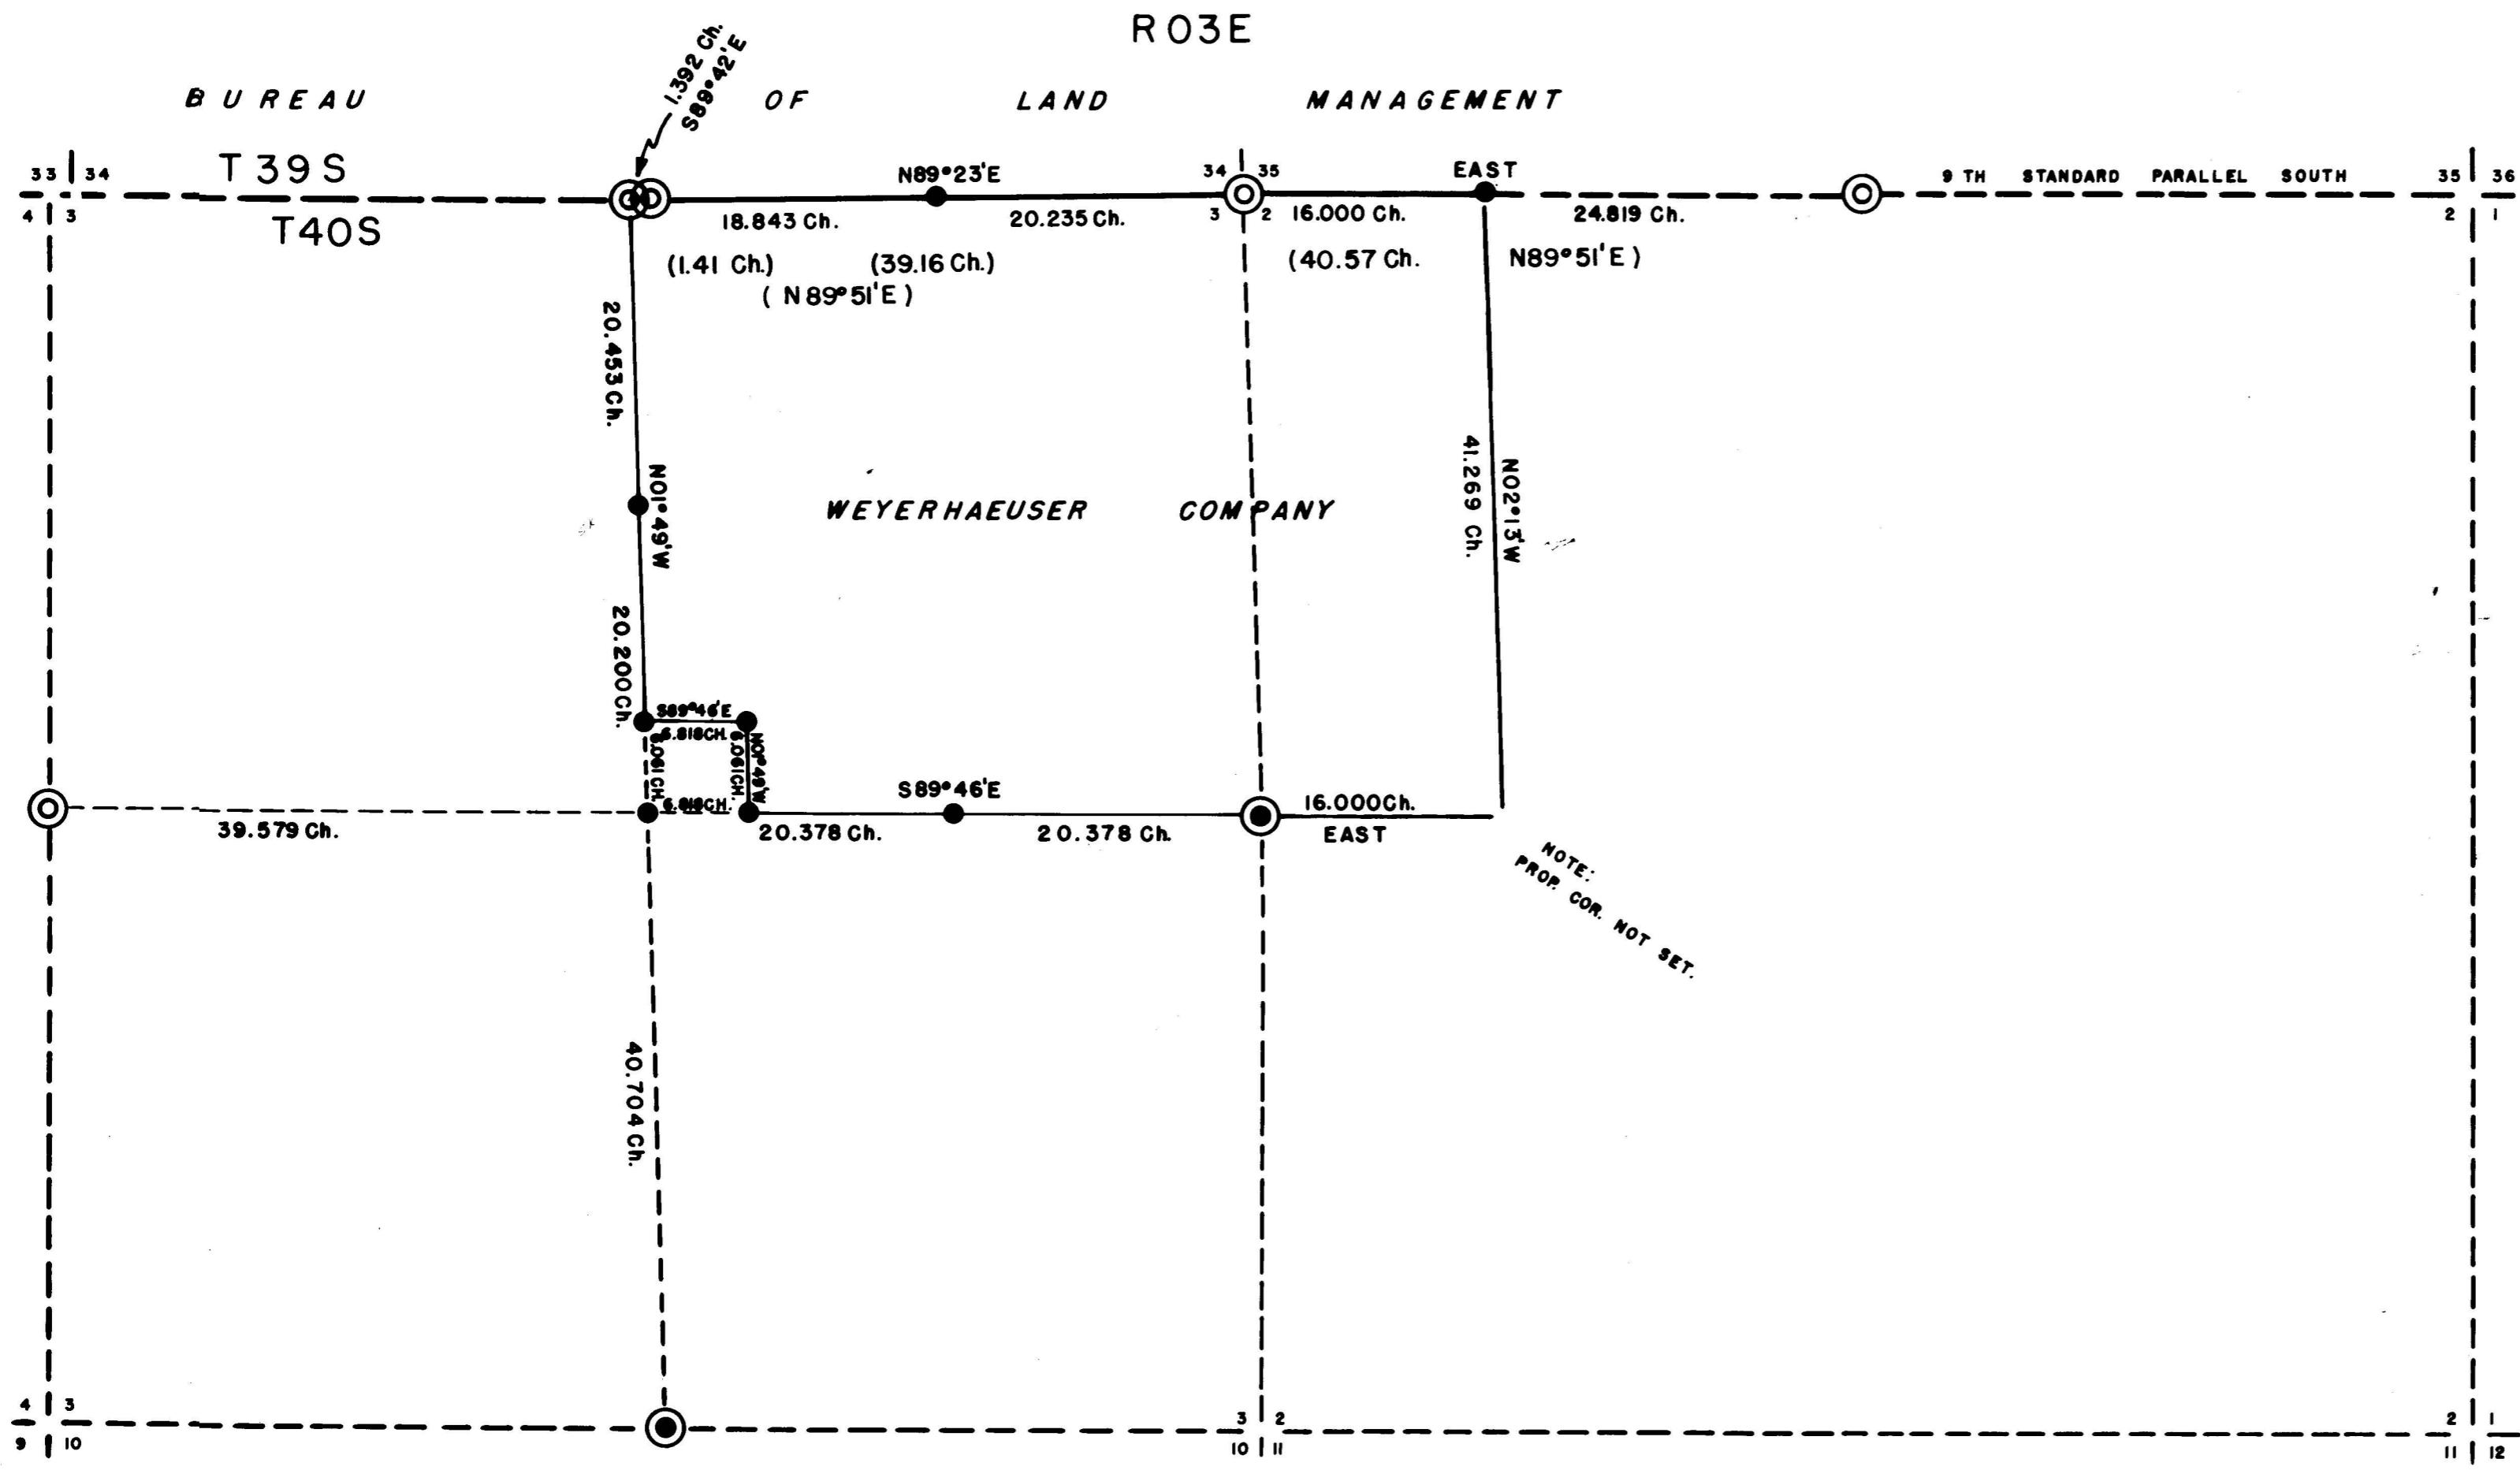 R 03E
1.392 Ch.
S89°42'E
BUREAU OF LAND MANAGEMENT
33 34
T 39 S
N89°23'E
34 35
EAST
9 TH STANDARD PARALLEL SOUTH
35 36
4 3
T40S
18.843 Ch.
20.235 Ch.
3 2
16.000 Ch.
24.819 Ch.
2 1
(1.41 Ch.)
(39.16 Ch.)
(40.57 Ch.
N89°51'E)
(N89°51'E)
20.453 Ch.
N01°49'W
WEYERHAEUSER COMPANY
41.269 Ch.
N02°13'W
20.200 Ch.
S89°46'E
6.818CH.
6.061CH.
6.061CH.
N01°49'W
6.818CH.
S89°46'E
16.000Ch.
39.579 Ch.
20.378 Ch.
20.378 Ch.
EAST
NOTE:
PROP. COR. NOT SET.
40.704 Ch.
4 3
3 2
2 1
9 10
10 11
11 12